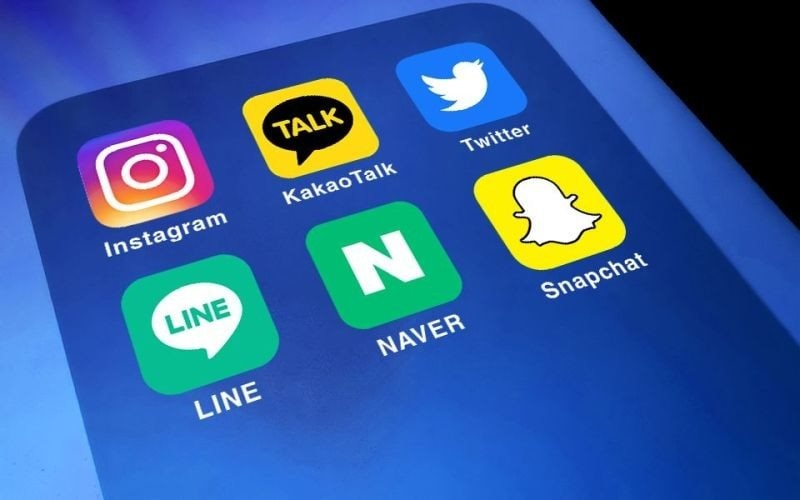 TALK
Instagram
KakaoTalk
Twitter
LINE
N
LINE
NAVER
Snapchat